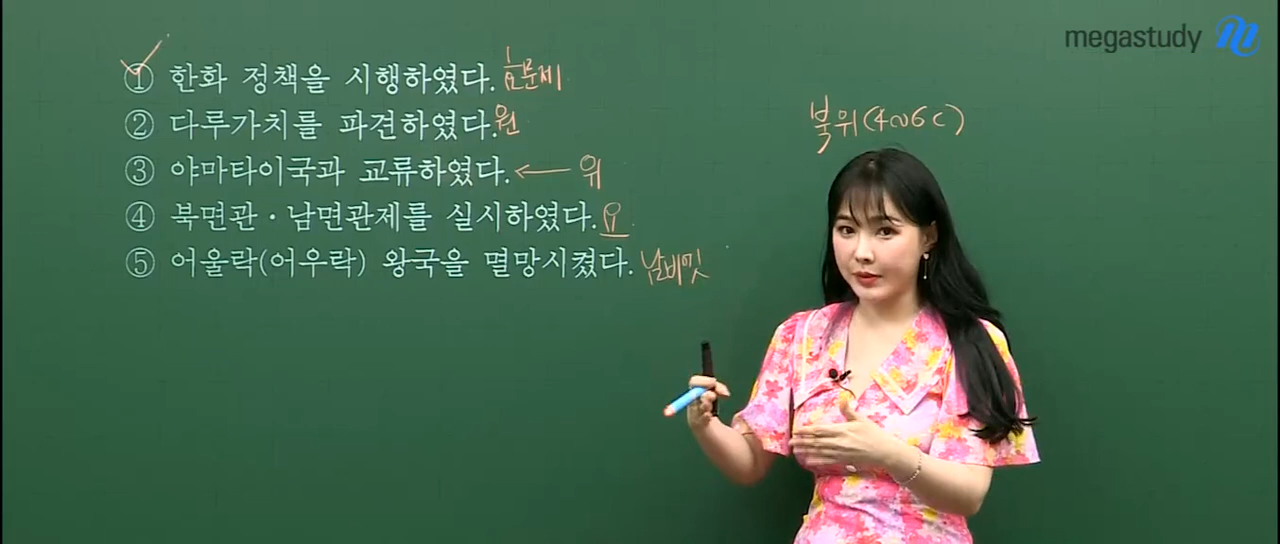 megastudy
① 한화 정책을 시행하였다. 효문제
② 다루가치를 파견하였다. 원
③ 야마타이국과 교류하였다. ← 위
④ 북면관·남면관제를 실시하였다. 요
⑤ 어울락(어우락) 왕국을 멸망시켰다. 남비엣
북위(4~6C)